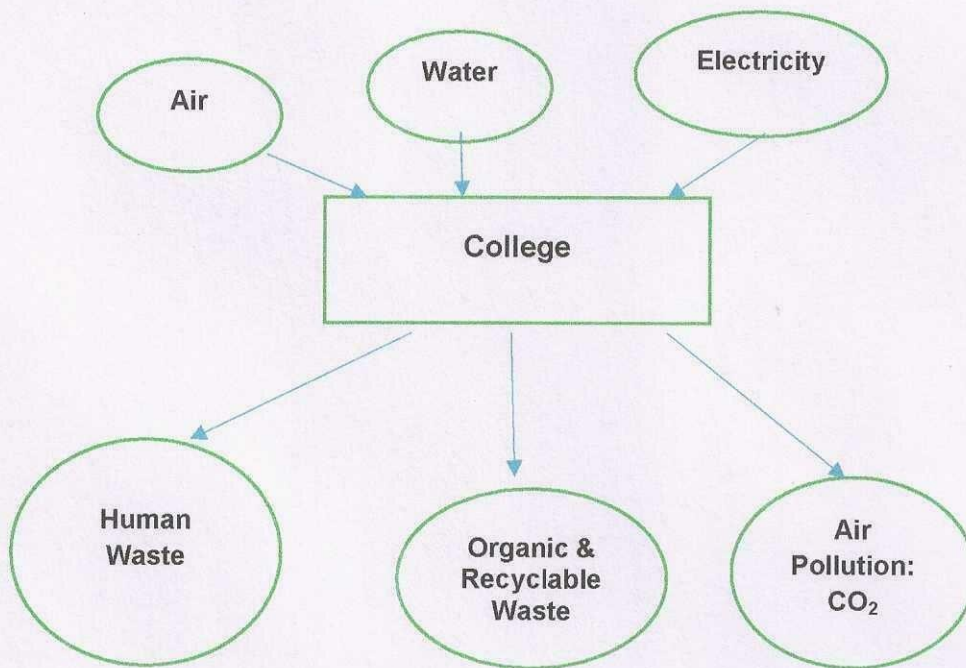 Air
Water
Electricity
College
Human
Waste
Organic &
Recyclable
Waste
Air
Pollution:
CO₂